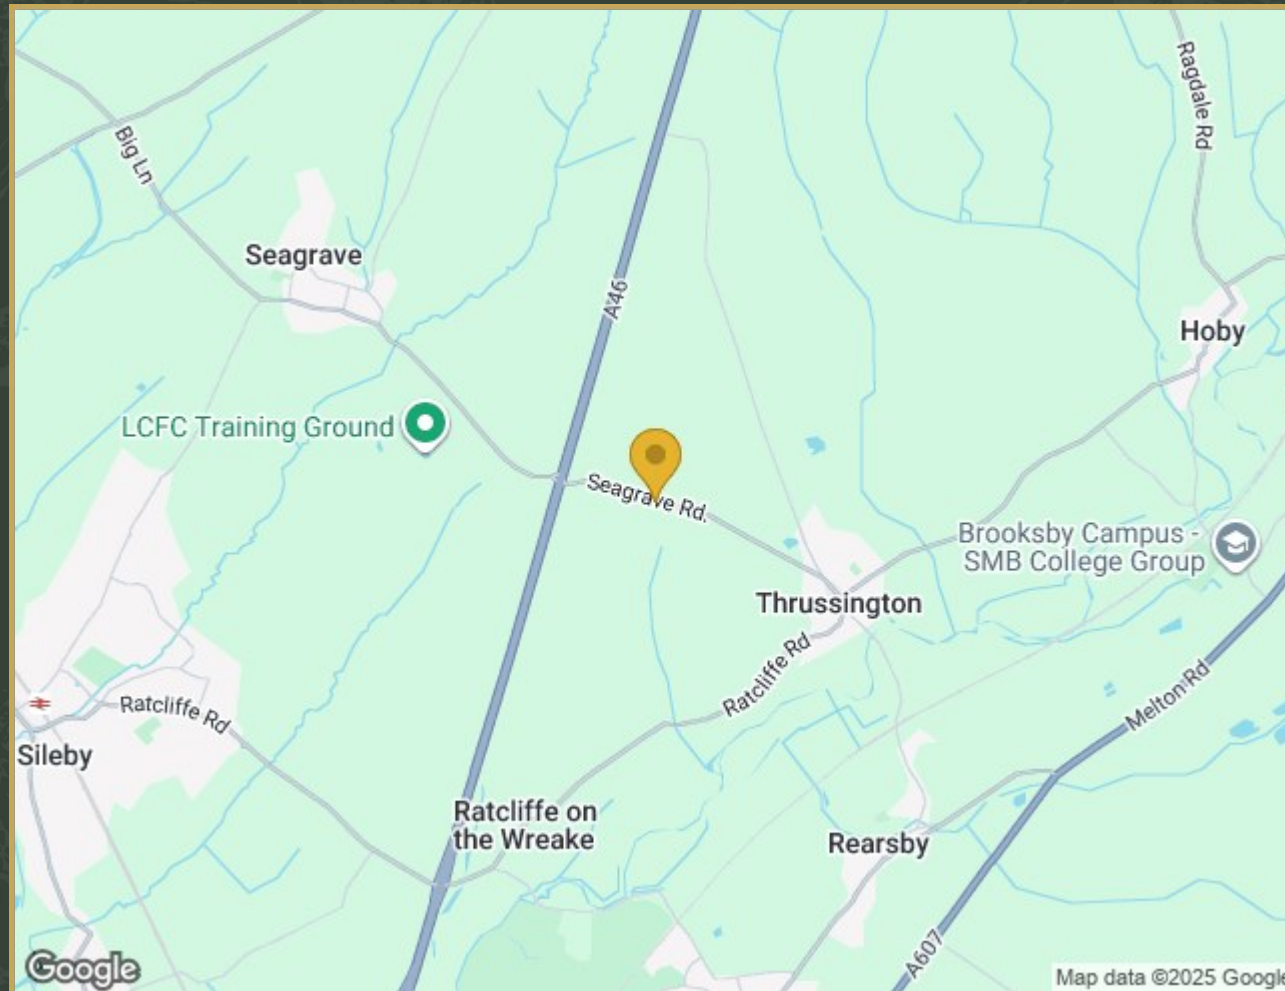 Ragdale Rd
Big Ln
Seagrave
A46
Hoby
LCFC Training Ground
Seagrave Rd.
Brooksby Campus -
SMB College Group
Thrussington
Ratcliffe Rd
Ratcliffe Rd
Melton Rd
Sileby
Ratcliffe on
the Wreake
Rearsby
A607
Google
Map data ©2025 Google